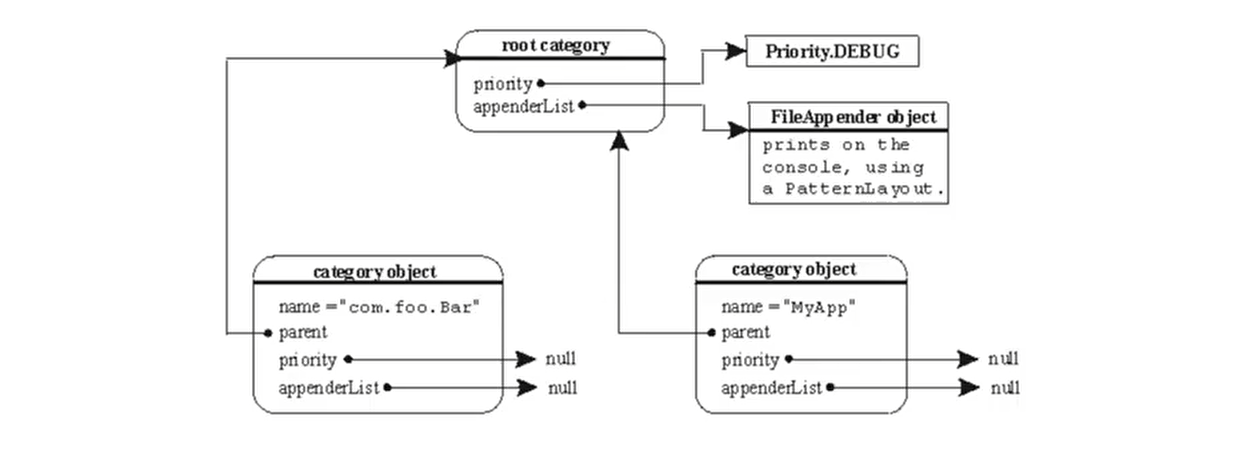 root category
priority
appenderList
Priority.DEBUG
FileAppender object
prints on the
console, using
a PatternLayout.
category object
name ="com.foo.Bar"
parent
priority
null
appenderList
null
category object
name ="MyApp"
parent
priority
null
appenderList
null